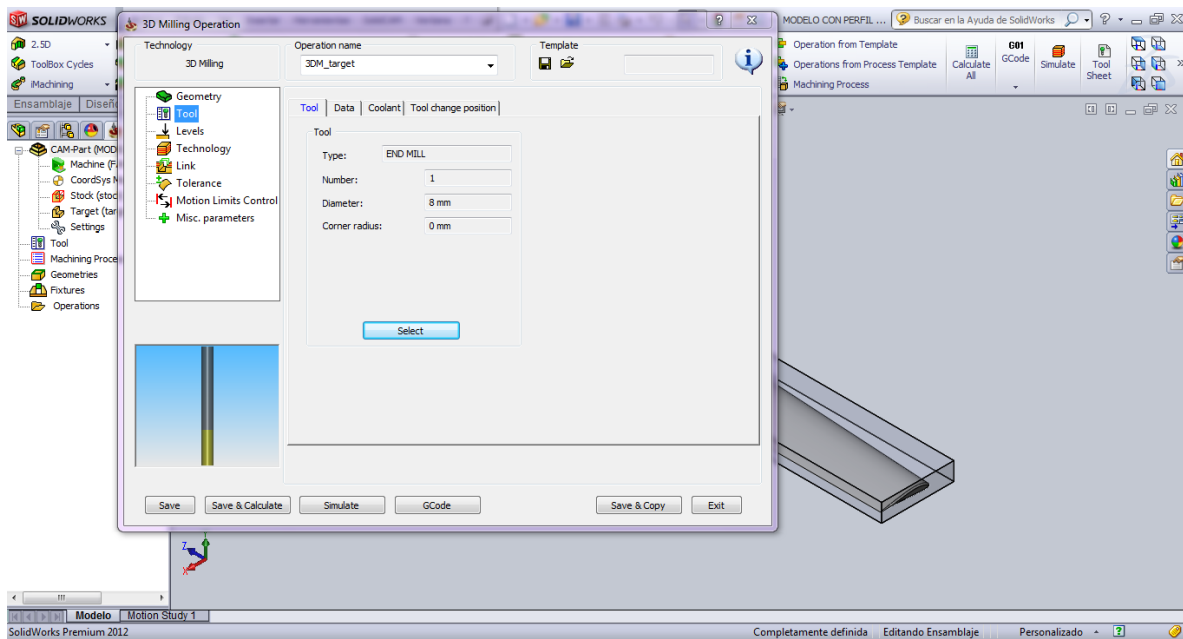 SOLIDWORKS
3D Milling Operation
MODELO CON PERFIL ...
Buscar en la Ayuda de SolidWorks
2.5D
ToolBox Cycles
iMachining
Ensamblaje
Technology
3D Milling
Operation name
3DM_target
Template
Operation from Template
Operations from Process Template
Machining Process
Calculate All
G01
GCode
Simulate
Tool Sheet
CAM-Part (MOD
Machine (F
CoordSys M
Stock (stoc
Target (tar
Settings
Tool
Machining Proce
Geometries
Fixtures
Operations
Geometry
Tool
Levels
Technology
Link
Tolerance
Motion Limits Control
Misc. parameters
Tool Data Coolant Tool change position
Tool
Type: END MILL
Number: 1
Diameter: 8 mm
Corner radius: 0 mm
Select
Save Save & Calculate Simulate GCode Save & Copy Exit
Z
Modelo Motion Study 1
SolidWorks Premium 2012
Completamente definida Editando Ensamblaje Personalizado